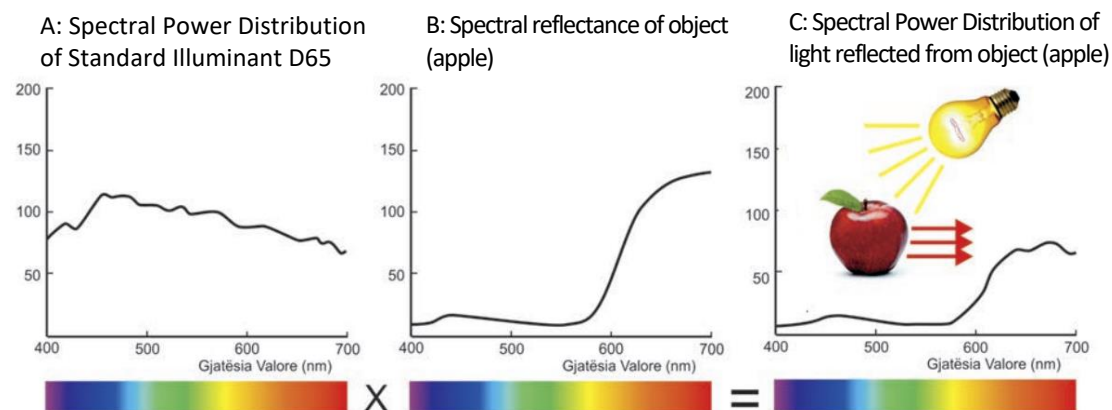 A: Spectral Power Distribution
of Standard Illuminant D65
B: Spectral reflectance of object
(apple)
C: Spectral Power Distribution of
light reflected from object (apple)
200
150
100
50
400
500
600
700
Gjatësia Valore (nm)
200
150
100
50
400
500
600
700
Gjatësia Valore (nm)
200
150
100
50
400
500
600
700
Gjatësia Valore (nm)
X
=